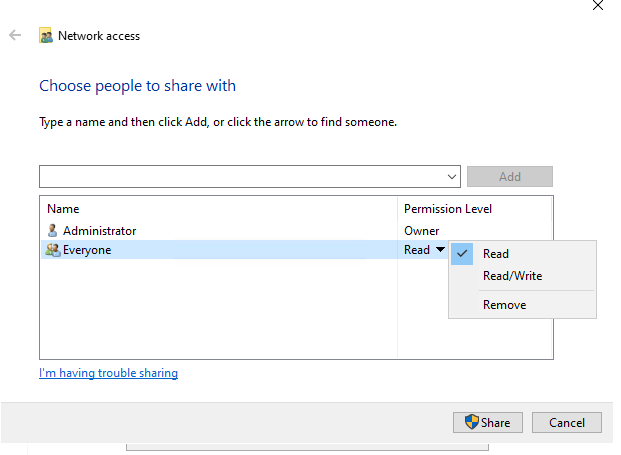 Network access
Choose people to share with
Type a name and then click Add, or click the arrow to find someone.
Add
Name Permission Level
Administrator Owner
Everyone Read
Read
Read/Write
Remove
I'm having trouble sharing
Share Cancel